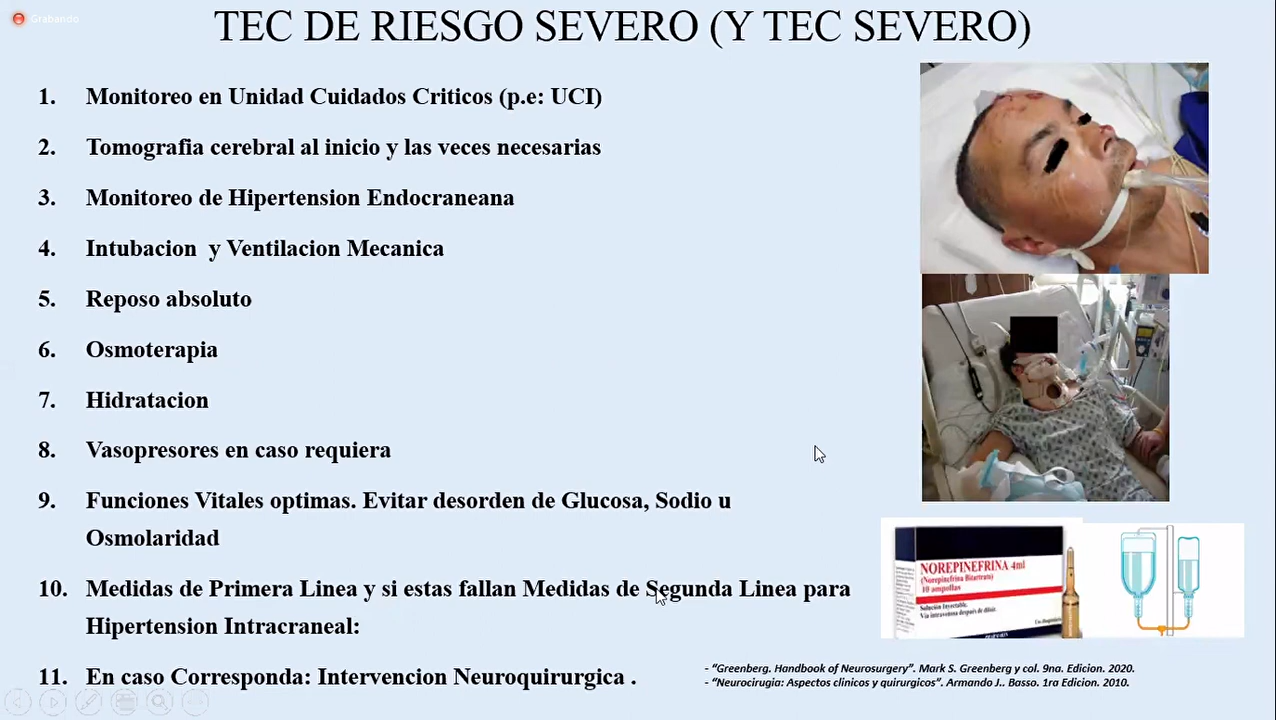 Grabando
TEC DE RIESGO SEVERO (Y TEC SEVERO)
1. Monitoreo en Unidad Cuidados Criticos (p.e: UCI)
2. Tomografia cerebral al inicio y las veces necesarias
3. Monitoreo de Hipertension Endocraneana
4. Intubacion y Ventilacion Mecanica
5. Reposo absoluto
6. Osmoterapia
7. Hidratacion
8. Vasopresores en caso requiera
9. Funciones Vitales optimas. Evitar desorden de Glucosa, Sodio u
Osmolaridad
10. Medidas de Primera Linea y si estas fallan Medidas de Segunda Linea para
Hipertension Intracraneal:
11. En caso Corresponda: Intervencion Neuroquirurgica .
NOREPINEFRINA 4ml
(Norepinefrina Bitartrato)
10 ampollas
Solución Inyectable.
Vía intravenosa después de diluir.
- “Greenberg. Handbook of Neurosurgery”. Mark S. Greenberg y col. 9na. Edicion. 2020.
- “Neurocirugia: Aspectos clinicos y quirurgicos”. Armando J.. Basso. 1ra Edicion. 2010.